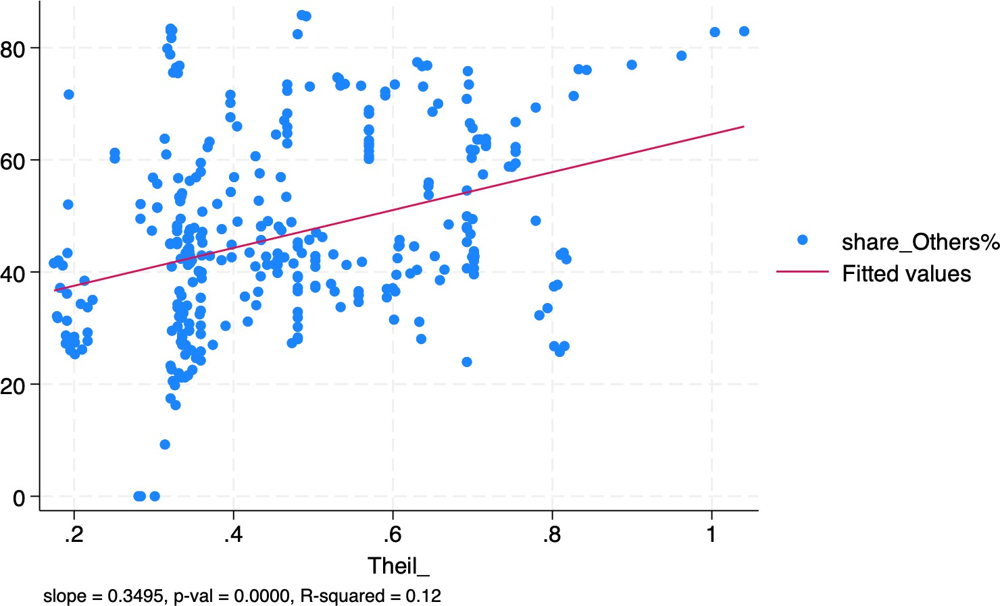 80
60
40
20
0
.2 .4 .6 .8 1
Theil_
share_Others%
Fitted values
slope = 0.3495, p-val = 0.0000, R-squared = 0.12